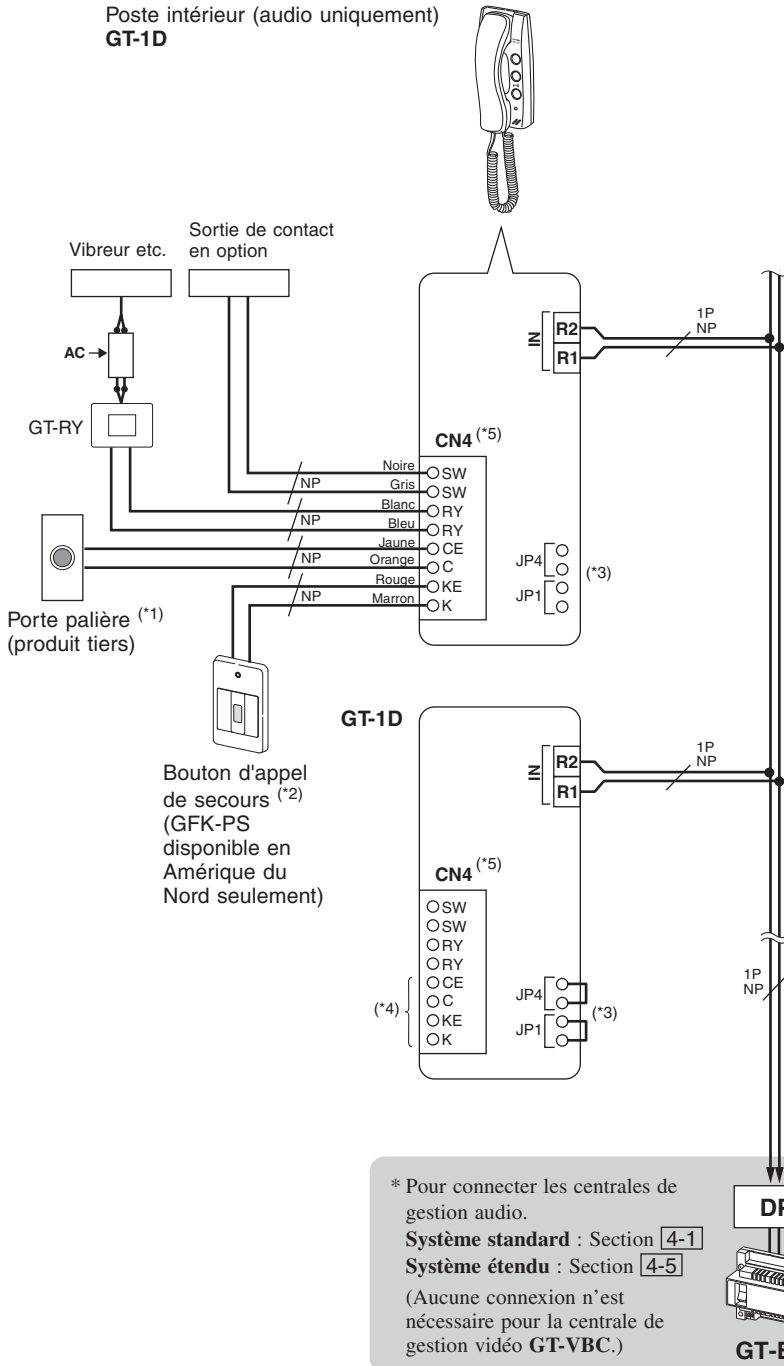 Poste intérieur (audio uniquement)
GT-1D
Vibreur etc.
Sortie de contact
en option
AC
GT-RY
IN
R2
R1
1P
NP
CN4 (*5)
Noire
SW
NP
Gris
SW
Blanc
RY
NP
Bleu
RY
Jaune
CE
NP
Orange
C
Rouge
KE
NP
Marron
K
JP4
JP1
(*3)
Porte palière (*1)
(produit tiers)
Bouton d'appel
de secours (*2)
(GFK-PS
disponible en
Amérique du
Nord seulement)
GT-1D
IN
R2
R1
1P
NP
CN4 (*5)
SW
SW
RY
RY
CE
C
KE
K
(*4)
JP4
JP1
(*3)
1P
NP
* Pour connecter les centrales de
gestion audio.
Système standard : Section 4-1
Système étendu : Section 4-5
(Aucune connexion n'est
nécessaire pour la centrale de
gestion vidéo GT-VBC.)